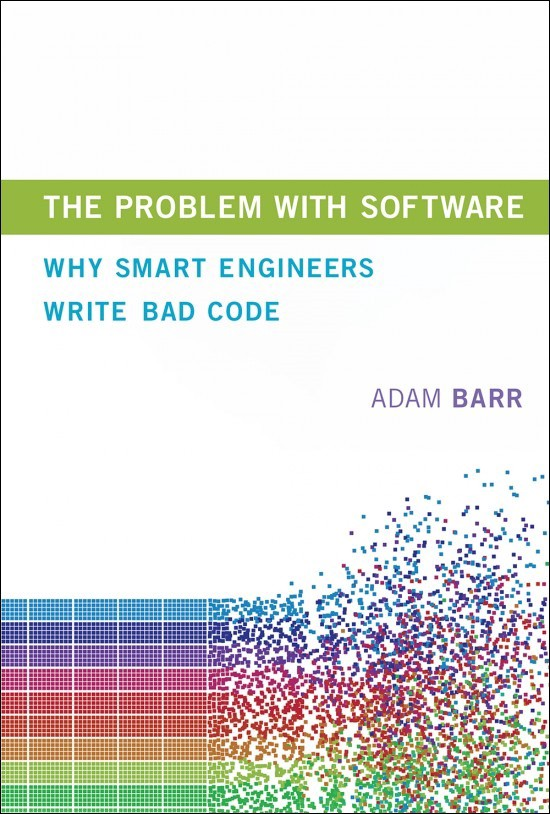 THE PROBLEM WITH SOFTWARE
WHY SMART ENGINEERS
WRITE BAD CODE
ADAM BARR